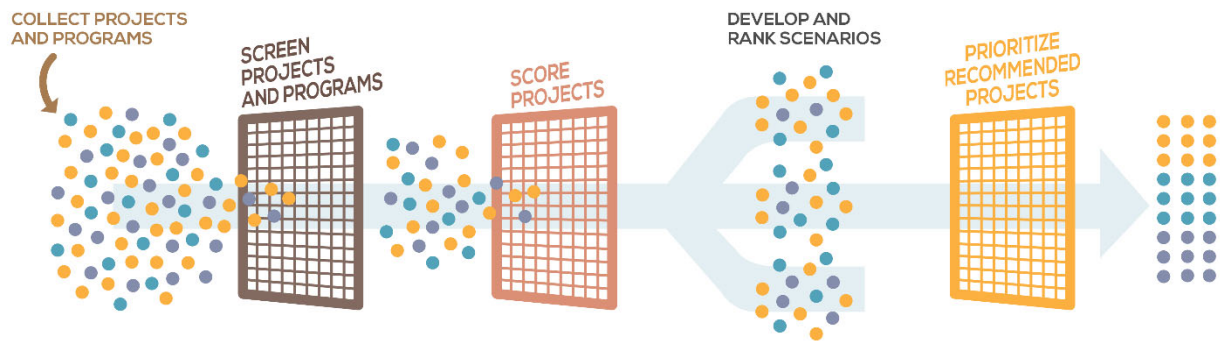 COLLECT PROJECTS
AND PROGRAMS
SCREEN
PROJECTS
AND PROGRAMS
SCORE
PROJECTS
DEVELOP AND
RANK SCENARIOS
PRIORITIZE
RECOMMENDED
PROJECTS